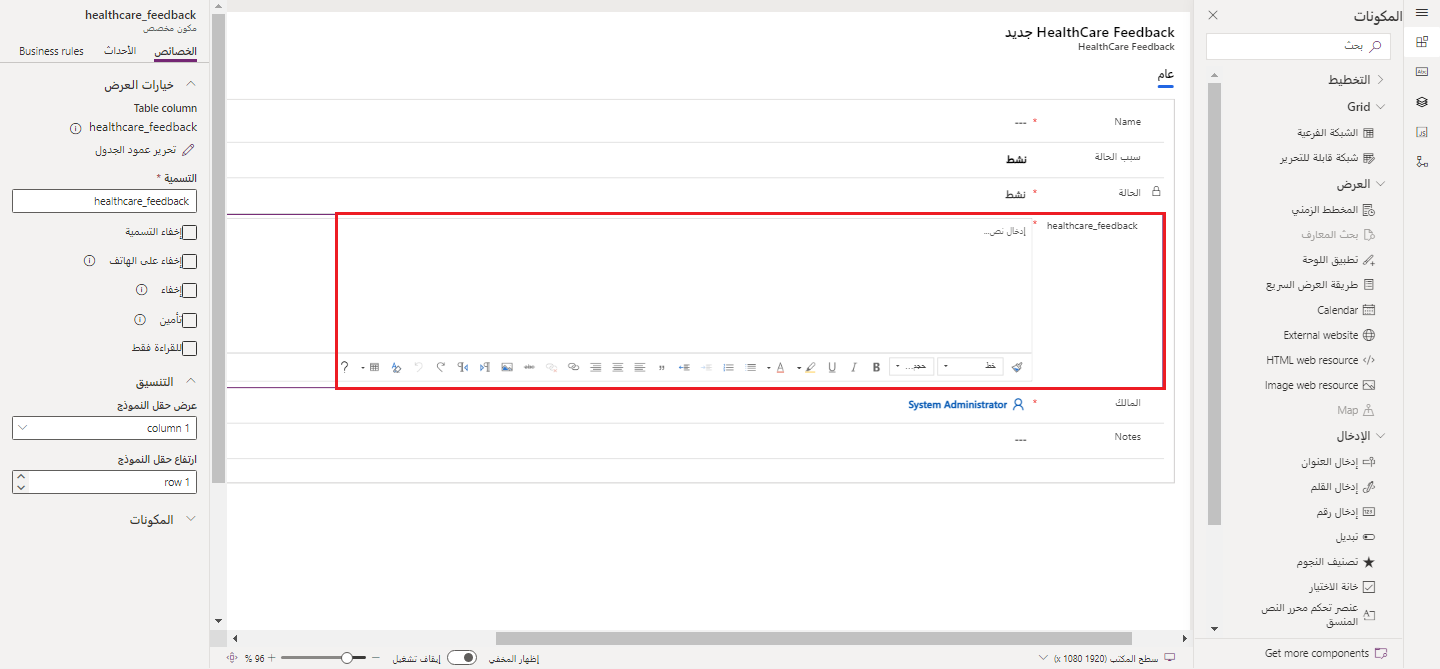 المكونات
بحث
التخطيط
Grid
الشبكة الفرعية
شبكة قابلة للتحرير
العرض
المخطط الزمني
بحث المعارف
تطبيق اللوحة
طريقة العرض السريع
Calendar
External website
HTML web resource
Image web resource
Map
الإدخال
إدخال العنوان
إدخال القلم
إدخال رقم
تبديل
تصنيف النجوم
خانة الاختيار
عنصر تحكم محرر النص
المنسق
Get more components
HealthCare Feedback جديد
HealthCare Feedback
عام
Name
* ---
سبب الحالة
نشط
الحالة
* نشط
healthcare_feedback
* إدخال نص...
خط
حجم...
B I U A
المالك
* System Administrator
Notes
---
سطح المكتب (1920 x 1080)
إظهار المخفي
إيقاف تشغيل
96 %
healthcare_feedback
مكون مخصص
الخصائص
الأحداث
Business rules
خيارات العرض
Table column
healthcare_feedback
تحرير عمود الجدول
التسمية *
healthcare_feedback
إخفاء التسمية
إخفاء على الهاتف
إخفاء
تأمين
للقراءة فقط
التنسيق
عرض حقل النموذج
1 column
ارتفاع حقل النموذج
1 row
المكونات